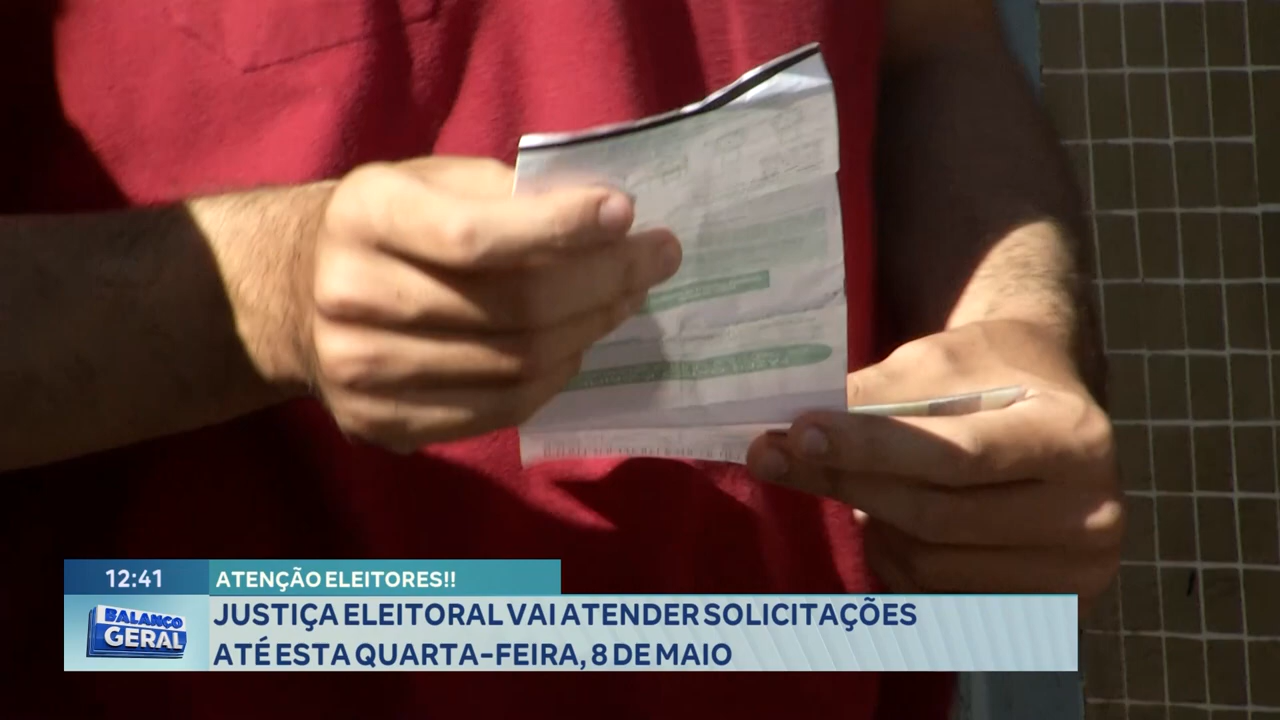 12:41
ATENÇÃO ELEITORES!!
BALANÇO
GERAL
JUSTIÇA ELEITORAL VAI ATENDER SOLICITAÇÕES
ATÉ ESTA QUARTA-FEIRA, 8 DE MAIO